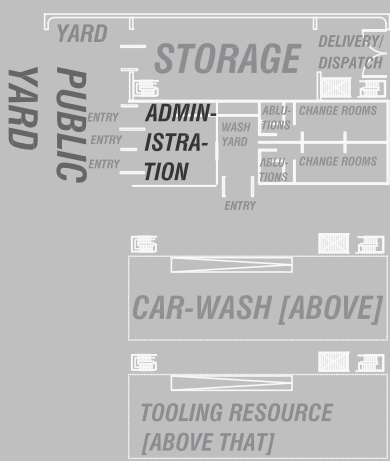 YARD
STORAGE
DELIVERY/
DISPATCH
PUBLIC
YARD
ENTRY
ENTRY
ENTRY
ADMIN-
ISTRA-
TION
WASH
YARD
ABLU-
TIONS
CHANGE ROOMS
ABLU-
TIONS
CHANGE ROOMS
ENTRY
CAR-WASH [ABOVE]
TOOLING RESOURCE
[ABOVE THAT]